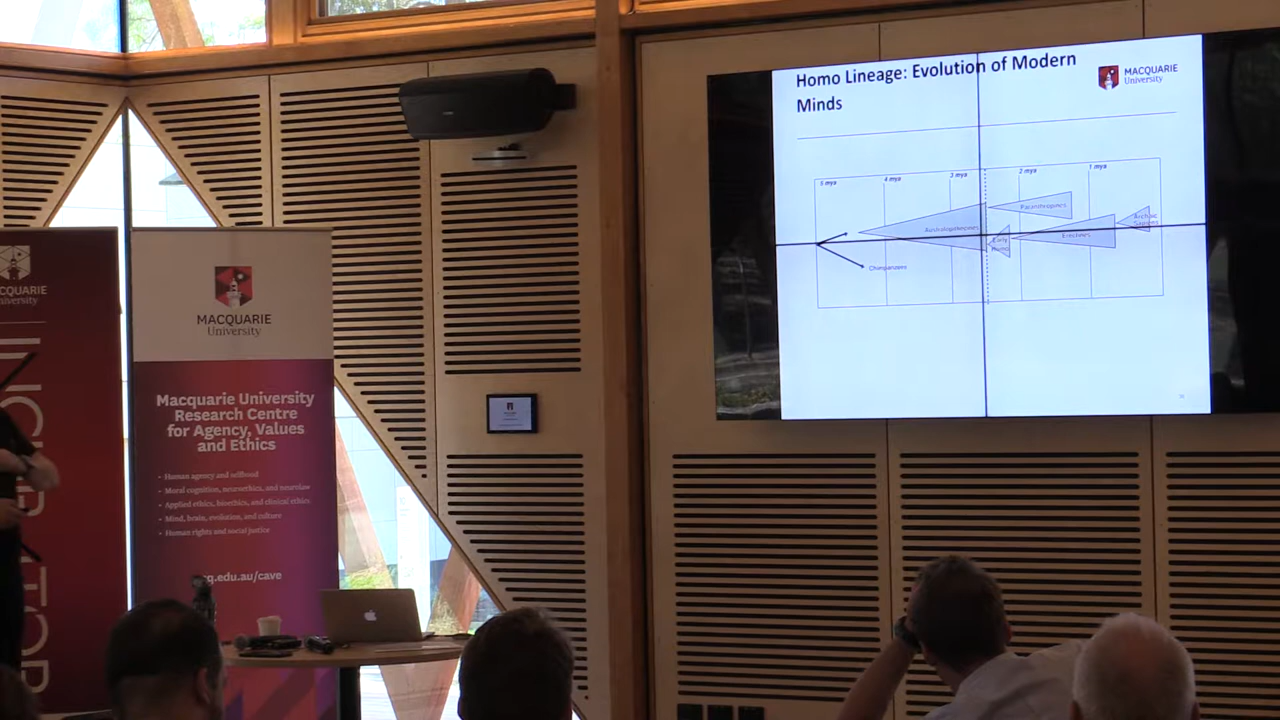 Homo Lineage: Evolution of Modern
Minds
MACQUARIE
University
5 mya
4 mya
3 mya
2 mya
1 mya
Paranthropines
Australopithecines
Archaic
Sapiens
Early
Homo
Erectines
Chimpanzees
MACQUARIE
University
Macquarie University
Research Centre
for Agency, Values
and Ethics
- Human agency and selfhood
- Moral cognition, neuroethics, and neurolaw
- Applied ethics, bioethics, and clinical ethics
- Mind, brain, evolution, and culture
- Human rights and social justice
q.edu.au/cave
CQUARIE
niversity